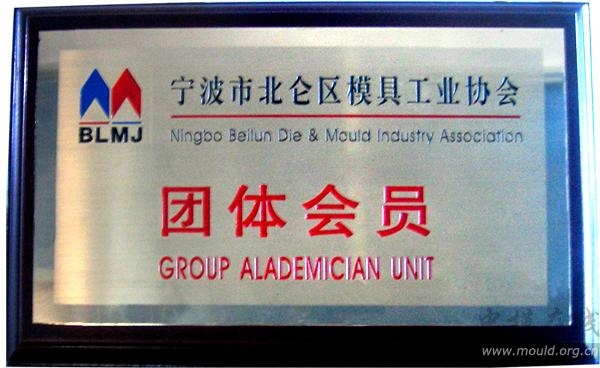 宁波市北仑区模具工业协会
BLMJ
Ningbo Beilun Die & Mould Industry Association
团体会员
GROUP ALADEMICIAN UNIT
www.mould.org.cn